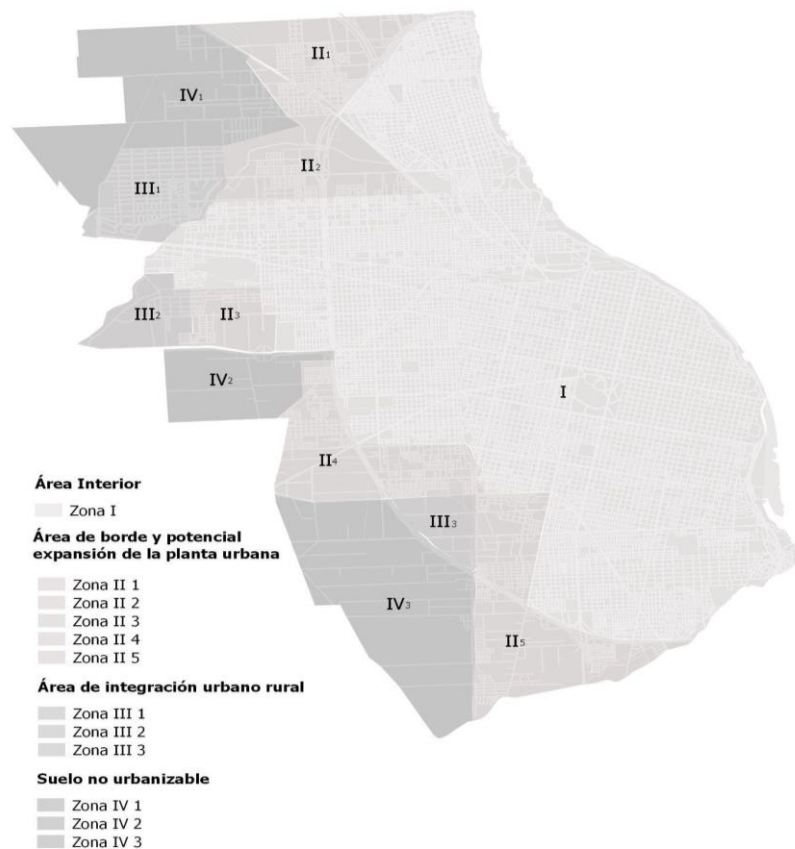 II1
IV1
II2
III1
III2
II3
IV2
I
II4
III3
IV3
II5
Área Interior
Zona I
Área de borde y potencial
expansión de la planta urbana
Zona II 1
Zona II 2
Zona II 3
Zona II 4
Zona II 5
Área de integración urbano rural
Zona III 1
Zona III 2
Zona III 3
Suelo no urbanizable
Zona IV 1
Zona IV 2
Zona IV 3